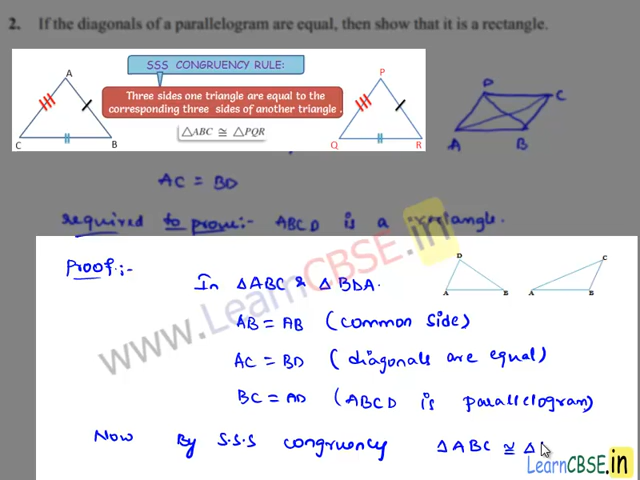 2. If the diagonals of a parallelogram are equal, then show that it is a rectangle.
SSS CONGRUENCY RULE:
Three sides one triangle are equal to the
corresponding three sides of another triangle .
△ABC ≅ △PQR
A
C
B
P
Q
R
D
C
A
B
AC = BD
required to prove:- ABCD is a rectangle.
Proof:-
In △ABC & △BDA.
D
A
B
C
A
B
AB = AB (common side)
AC = BD (diagonals are equal)
BC = AD (ABCD is parallelogram)
Now By S.S.S congruency △ABC ≅ △
www.LearnCBSE.in
LearnCBSE.in